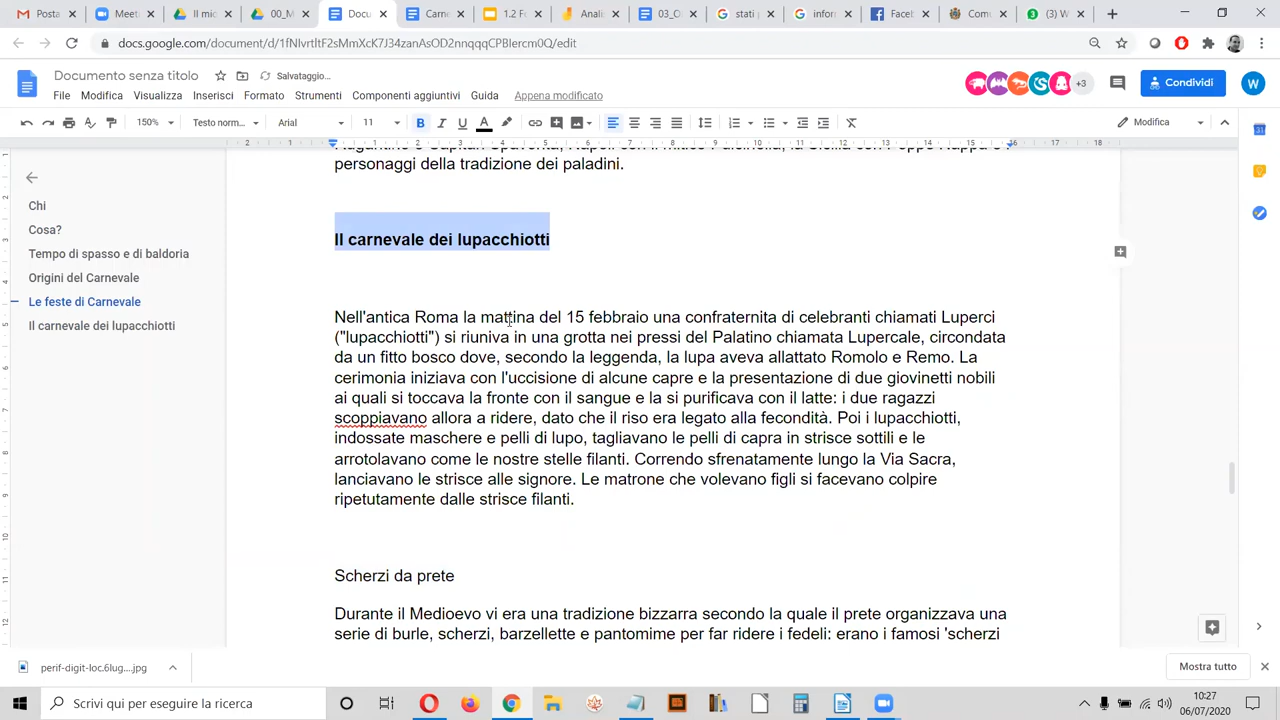 Posta
Meet
Il mio
00_M
Docu
Carne
1.2 F
Anali
03_O
stati
infor
Faceb
Comu
(3) W
docs.google.com/document/d/1fNIvrtItF2sMmXcK7J34zanAsOD2nnqqqCPBIercm0Q/edit
Documento senza titolo
Salvataggio...
+3
Condividi
W
File Modifica Visualizza Inserisci Format Strumenti Componenti aggiuntivi Guida Appena modificato
150% Testo norm... Arial 11 Modifica
personaggi della tradizione dei paladini.
Chi
Cosa?
Tempo di spasso e di baldoria
Origini del Carnevale
Le feste di Carnevale
Il carnevale dei lupacchiotti
Il carnevale dei lupacchiotti
Nell'antica Roma la mattina del 15 febbraio una confraternita di celebranti chiamati Luperci
("lupacchiotti") si riuniva in una grotta nei pressi del Palatino chiamata Lupercale, circondata
da un fitto bosco dove, secondo la leggenda, la lupa aveva allattato Romolo e Remo. La
cerimonia iniziava con l'uccisione di alcune capre e la presentazione di due giovinetti nobili
ai quali si toccava la fronte con il sangue e la si purificava con il latte: i due ragazzi
scoppiavano allora a ridere, dato che il riso era legato alla fecondità. Poi i lupacchiotti,
indossate maschere e pelli di lupo, tagliavano le pelli di capra in strisce sottili e le
arrotolavano come le nostre stelle filanti. Correndo sfrenatamente lungo la Via Sacra,
lanciavano le strisce alle signore. Le matrone che volevano figli si facevano colpire
ripetutamente dalle strisce filanti.
Scherzi da prete
Durante il Medioevo vi era una tradizione bizzarra secondo la quale il prete organizzava una
serie di burle, scherzi, barzellette e pantomime per far ridere i fedeli: erano i famosi 'scherzi
perif-digit-loc.6lug....jpg
Mostra tutto
Scrivi qui per eseguire la ricerca
10:27
06/07/2020